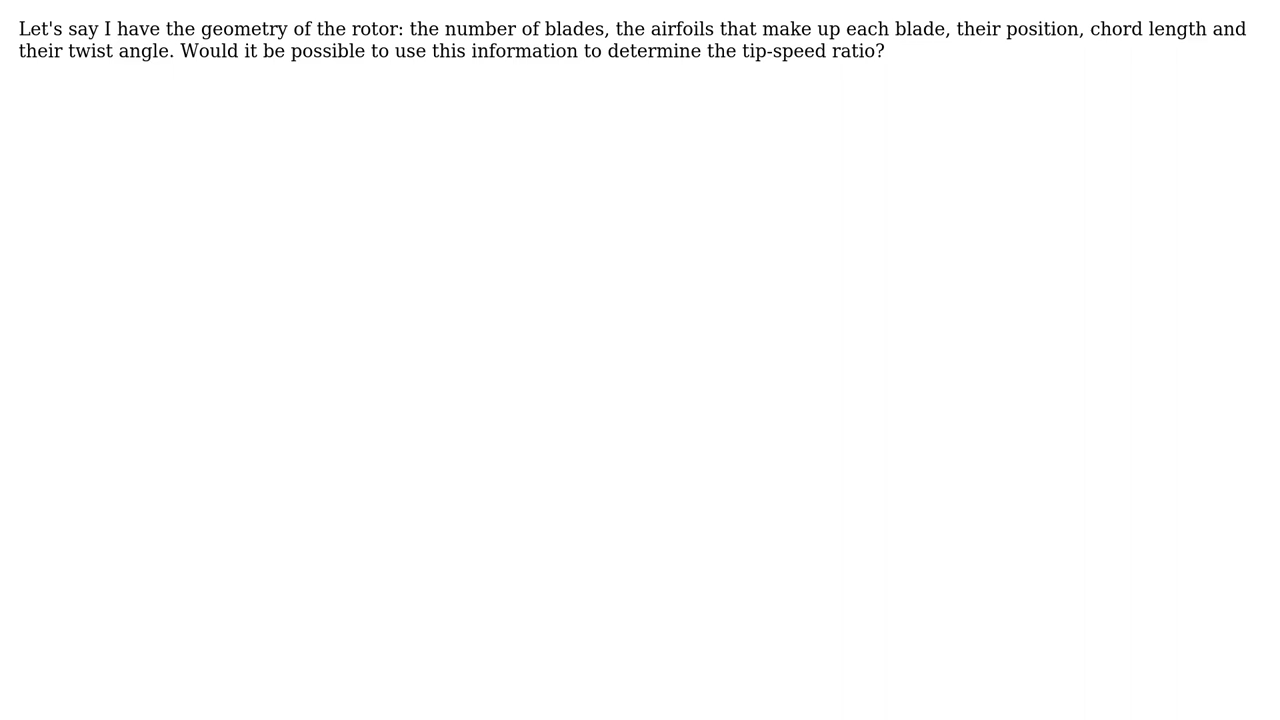 Let's say I have the geometry of the rotor: the number of blades, the airfoils that make up each blade, their position, chord length and
their twist angle. Would it be possible to use this information to determine the tip-speed ratio?